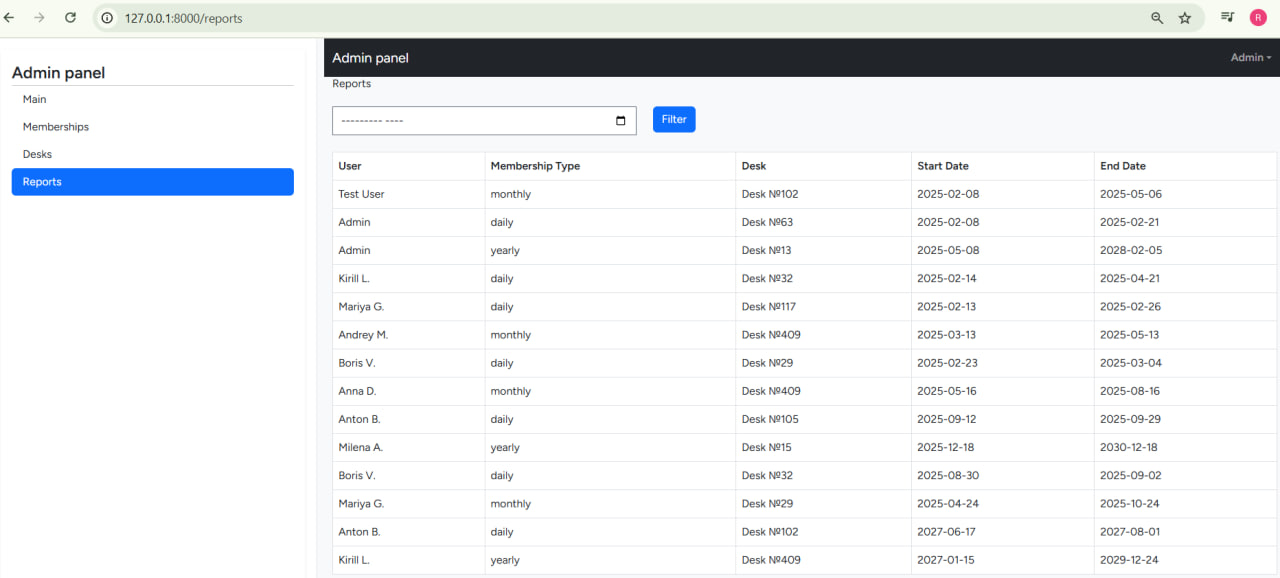 127.0.0.1:8000/reports
R
Admin panel
Main
Memberships
Desks
Reports
Admin panel
Admin
Reports
--------- ----
Filter
User Membership Type Desk Start Date End Date
Test User monthly Desk №102 2025-02-08 2025-05-06
Admin daily Desk №63 2025-02-08 2025-02-21
Admin yearly Desk №13 2025-05-08 2028-02-05
Kirill L. daily Desk №32 2025-02-14 2025-04-21
Mariya G. daily Desk №117 2025-02-13 2025-02-26
Andrey M. monthly Desk №409 2025-03-13 2025-05-13
Boris V. daily Desk №29 2025-02-23 2025-03-04
Anna D. monthly Desk №409 2025-05-16 2025-08-16
Anton B. daily Desk №105 2025-09-12 2025-09-29
Milena A. yearly Desk №15 2025-12-18 2030-12-18
Boris V. daily Desk №32 2025-08-30 2025-09-02
Mariya G. monthly Desk №29 2025-04-24 2025-10-24
Anton B. daily Desk №102 2027-06-17 2027-08-01
Kirill L. yearly Desk №409 2027-01-15 2029-12-24